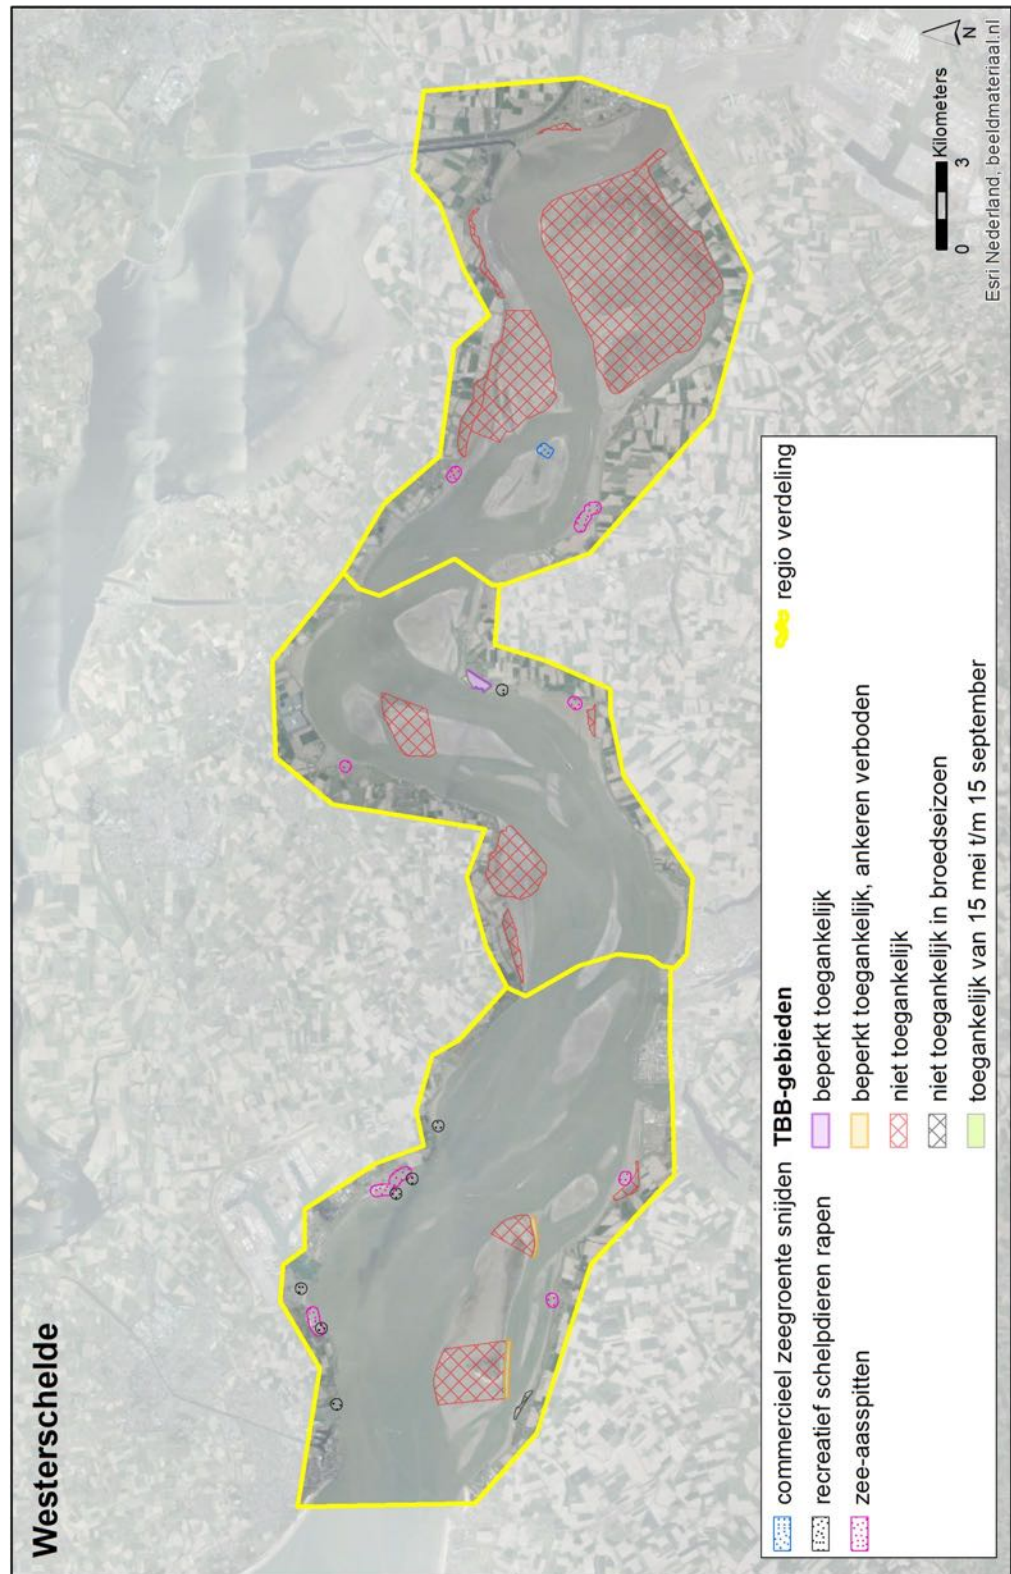 Westerschelde
N
0 3 Kilometers
Esri Nederland, beeldmateriaal.nl
commercieel zeegroente snijden
recreatief schelpdieren rapen
zee-aasspitten
TBB-gebieden
beperkt toegankelijk
beperkt toegankelijk, ankeren verboden
niet toegankelijk
niet toegankelijk in broedseizoen
toegankelijk van 15 mei t/m 15 september
regio verdeling